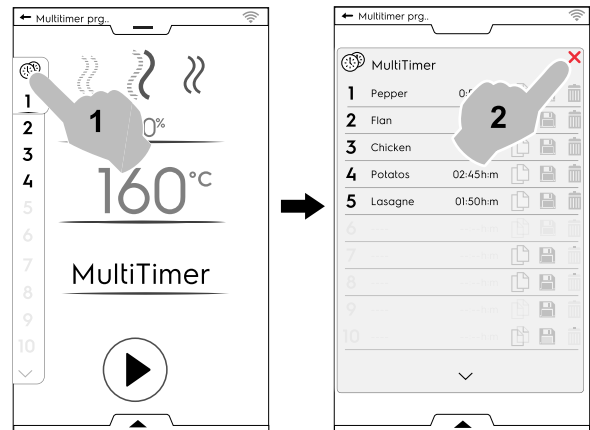 Multitimer prg..
1
2
3
4
5
6
7
8
9
10
1
0%
160°C
MultiTimer
Multitimer prg..
MultiTimer
1 Pepper
2 Flan
3 Chicken
4 Potatos 02:45h:m
5 Lasagne 01:50h:m
6
7
8
9
10
2